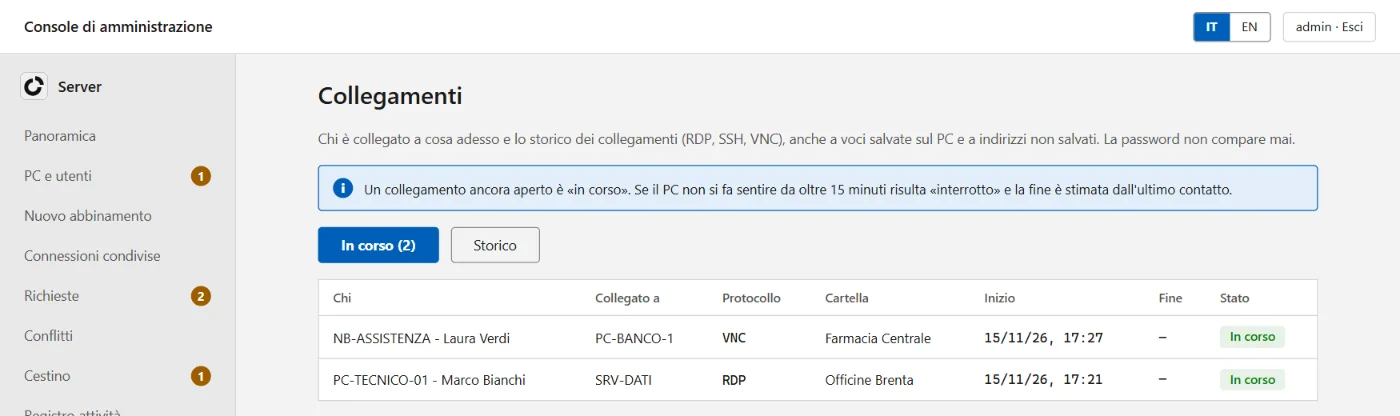 Console di amministrazione
IT EN admin · Esci
Server
Panoramica
PC e utenti 1
Nuovo abbinamento
Connessioni condivise
Richieste 2
Conflitti
Cestino 1
Registro attività
Collegamenti
Chi è collegato a cosa adesso e lo storico dei collegamenti (RDP, SSH, VNC), anche a voci salvate sul PC e a indirizzi non salvati. La password non compare mai.
Un collegamento ancora aperto è «in corso». Se il PC non si fa sentire da oltre 15 minuti risulta «interrotto» e la fine è stimata dall'ultimo contatto.
In corso (2) Storico
Chi Collegato a Protocollo Cartella Inizio Fine Stato
NB-ASSISTENZA - Laura Verdi PC-BANCO-1 VNC Farmacia Centrale 15/11/26, 17:27 – In corso
PC-TECNICO-01 - Marco Bianchi SRV-DATI RDP Officine Brenta 15/11/26, 17:21 – In corso